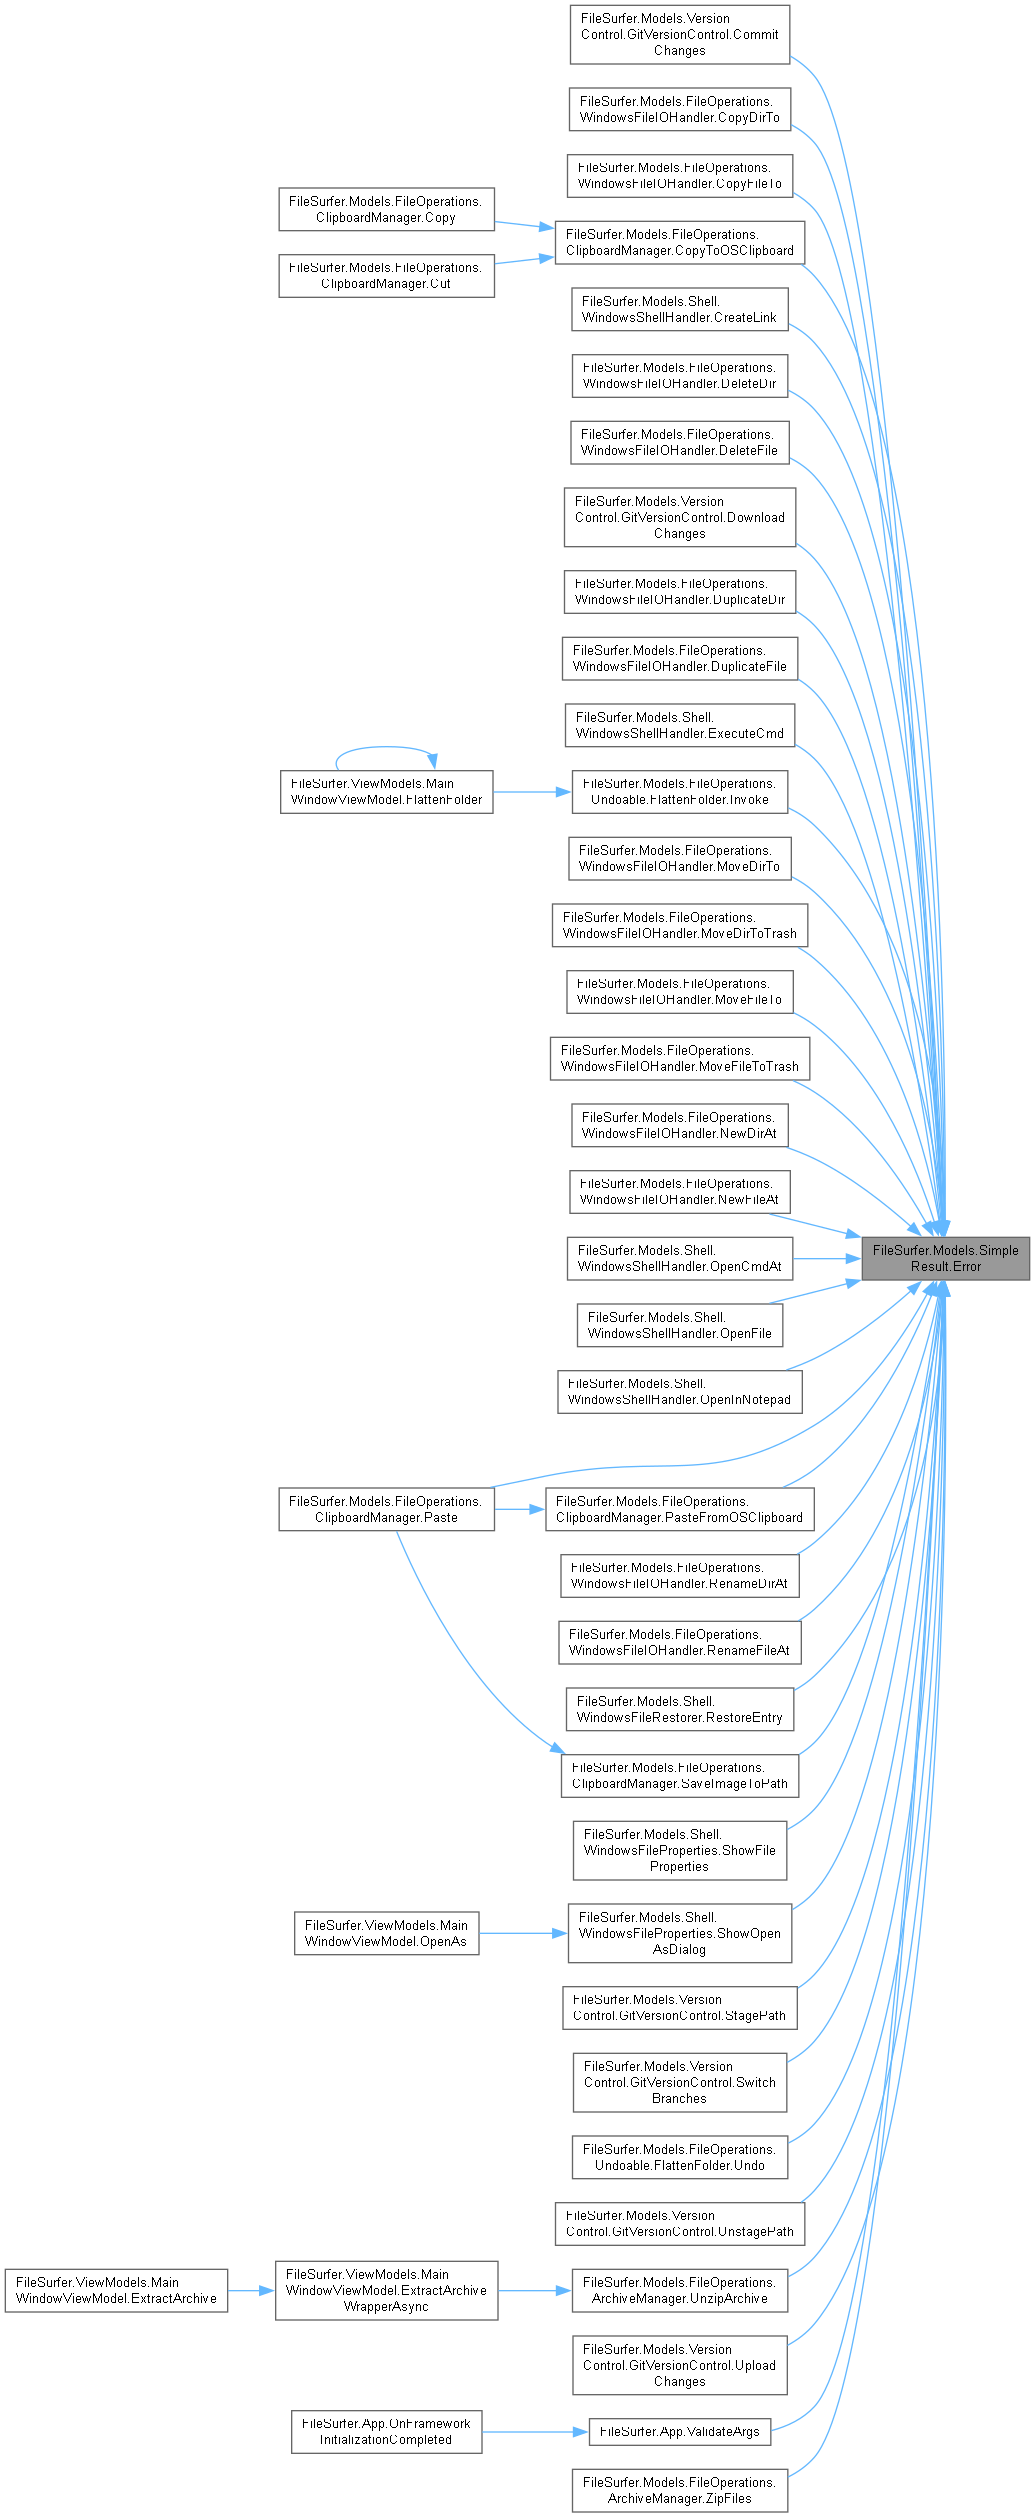 FileSurfer.Models.Version
Control.GitVersionControl.Commit
Changes
FileSurfer.Models.FileOperations.
WindowsFileIOHandler.CopyDirTo
FileSurfer.Models.FileOperations.
WindowsFileIOHandler.CopyFileTo
FileSurfer.Models.FileOperations.
ClipboardManager.Copy
FileSurfer.Models.FileOperations.
ClipboardManager.CopyToOSClipboard
FileSurfer.Models.FileOperations.
ClipboardManager.Cut
FileSurfer.Models.Shell.
WindowsShellHandler.CreateLink
FileSurfer.Models.FileOperations.
WindowsFileIOHandler.DeleteDir
FileSurfer.Models.FileOperations.
WindowsFileIOHandler.DeleteFile
FileSurfer.Models.Version
Control.GitVersionControl.Download
Changes
FileSurfer.Models.FileOperations.
WindowsFileIOHandler.DuplicateDir
FileSurfer.Models.FileOperations.
WindowsFileIOHandler.DuplicateFile
FileSurfer.Models.Shell.
WindowsShellHandler.ExecuteCmd
FileSurfer.ViewModels.Main
WindowViewModel.FlattenFolder
FileSurfer.Models.FileOperations.
Undoable.FlattenFolder.Invoke
FileSurfer.Models.FileOperations.
WindowsFileIOHandler.MoveDirTo
FileSurfer.Models.FileOperations.
WindowsFileIOHandler.MoveDirToTrash
FileSurfer.Models.FileOperations.
WindowsFileIOHandler.MoveFileTo
FileSurfer.Models.FileOperations.
WindowsFileIOHandler.MoveFileToTrash
FileSurfer.Models.FileOperations.
WindowsFileIOHandler.NewDirAt
FileSurfer.Models.FileOperations.
WindowsFileIOHandler.NewFileAt
FileSurfer.Models.Simple
Result.Error
FileSurfer.Models.Shell.
WindowsShellHandler.OpenCmdAt
FileSurfer.Models.Shell.
WindowsShellHandler.OpenFile
FileSurfer.Models.Shell.
WindowsShellHandler.OpenInNotepad
FileSurfer.Models.FileOperations.
ClipboardManager.Paste
FileSurfer.Models.FileOperations.
ClipboardManager.PasteFromOSClipboard
FileSurfer.Models.FileOperations.
WindowsFileIOHandler.RenameDirAt
FileSurfer.Models.FileOperations.
WindowsFileIOHandler.RenameFileAt
FileSurfer.Models.Shell.
WindowsFileRestorer.RestoreEntry
FileSurfer.Models.FileOperations.
ClipboardManager.SaveImageToPath
FileSurfer.Models.Shell.
WindowsFileProperties.ShowFile
Properties
FileSurfer.ViewModels.Main
WindowViewModel.OpenAs
FileSurfer.Models.Shell.
WindowsFileProperties.ShowOpen
AsDialog
FileSurfer.Models.Version
Control.GitVersionControl.StagePath
FileSurfer.Models.Version
Control.GitVersionControl.Switch
Branches
FileSurfer.Models.FileOperations.
Undoable.FlattenFolder.Undo
FileSurfer.Models.Version
Control.GitVersionControl.UnstagePath
FileSurfer.ViewModels.Main
WindowViewModel.ExtractArchive
FileSurfer.ViewModels.Main
WindowViewModel.ExtractArchive
WrapperAsync
FileSurfer.Models.FileOperations.
ArchiveManager.UnzipArchive
FileSurfer.Models.Version
Control.GitVersionControl.Upload
Changes
FileSurfer.App.OnFramework
InitializationCompleted
FileSurfer.App.ValidateArgs
FileSurfer.Models.FileOperations.
ArchiveManager.ZipFiles